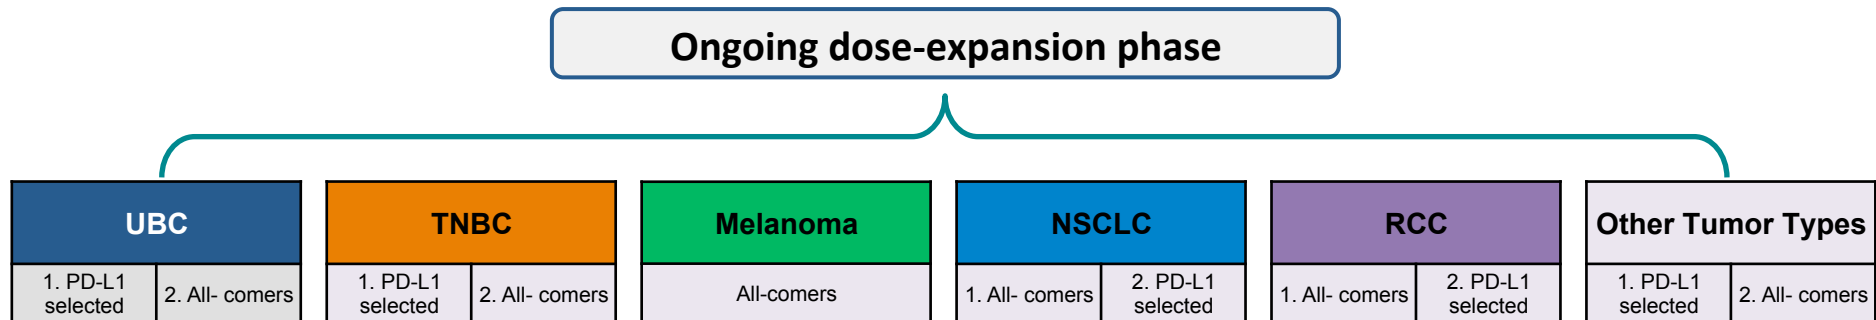 Ongoing dose-expansion phase
UBC
TNBC
Melanoma
NSCLC
RCC
Other Tumor Types
1. PD-L1
selected
2. All- comers
1. PD-L1
selected
2. All- comers
All-comers
1. All- comers
2. PD-L1
selected
1. All- comers
2. PD-L1
selected
1. PD-L1
selected
2. All- comers